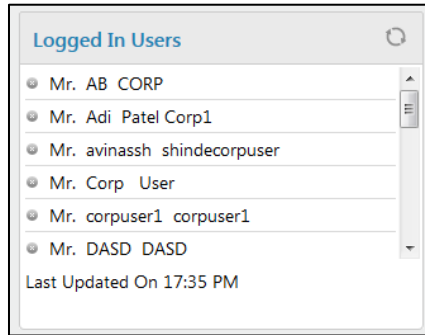 Logged In Users
Mr. AB CORP
Mr. Adi Patel Corp1
Mr. avinassh shindecorpuser
Mr. Corp User
Mr. corpuser1 corpuser1
Mr. DASD DASD
Last Updated On 17:35 PM